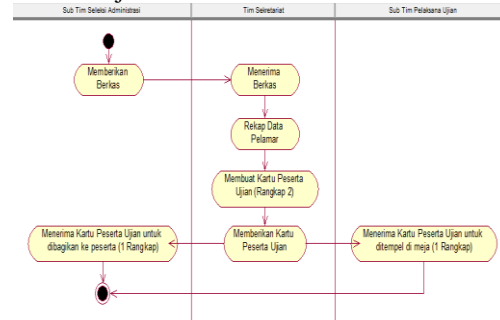 Sub Tim Seleksi Administrasi
Tim Sekretariat
Sub Tim Pelaksana Ujian
Memberikan
Berkas
Menerima
Berkas
Rekap Data
Pelamar
Membuat Kartu Peserta
Ujian (Rangkap 2)
Menerima Kartu Peserta Ujian untuk
dibagikan ke peserta (1 Rangkap)
Memberikan Kartu
Peserta Ujian
Menerima Kartu Peserta Ujian untuk
ditempel di meja (1 Rangkap)